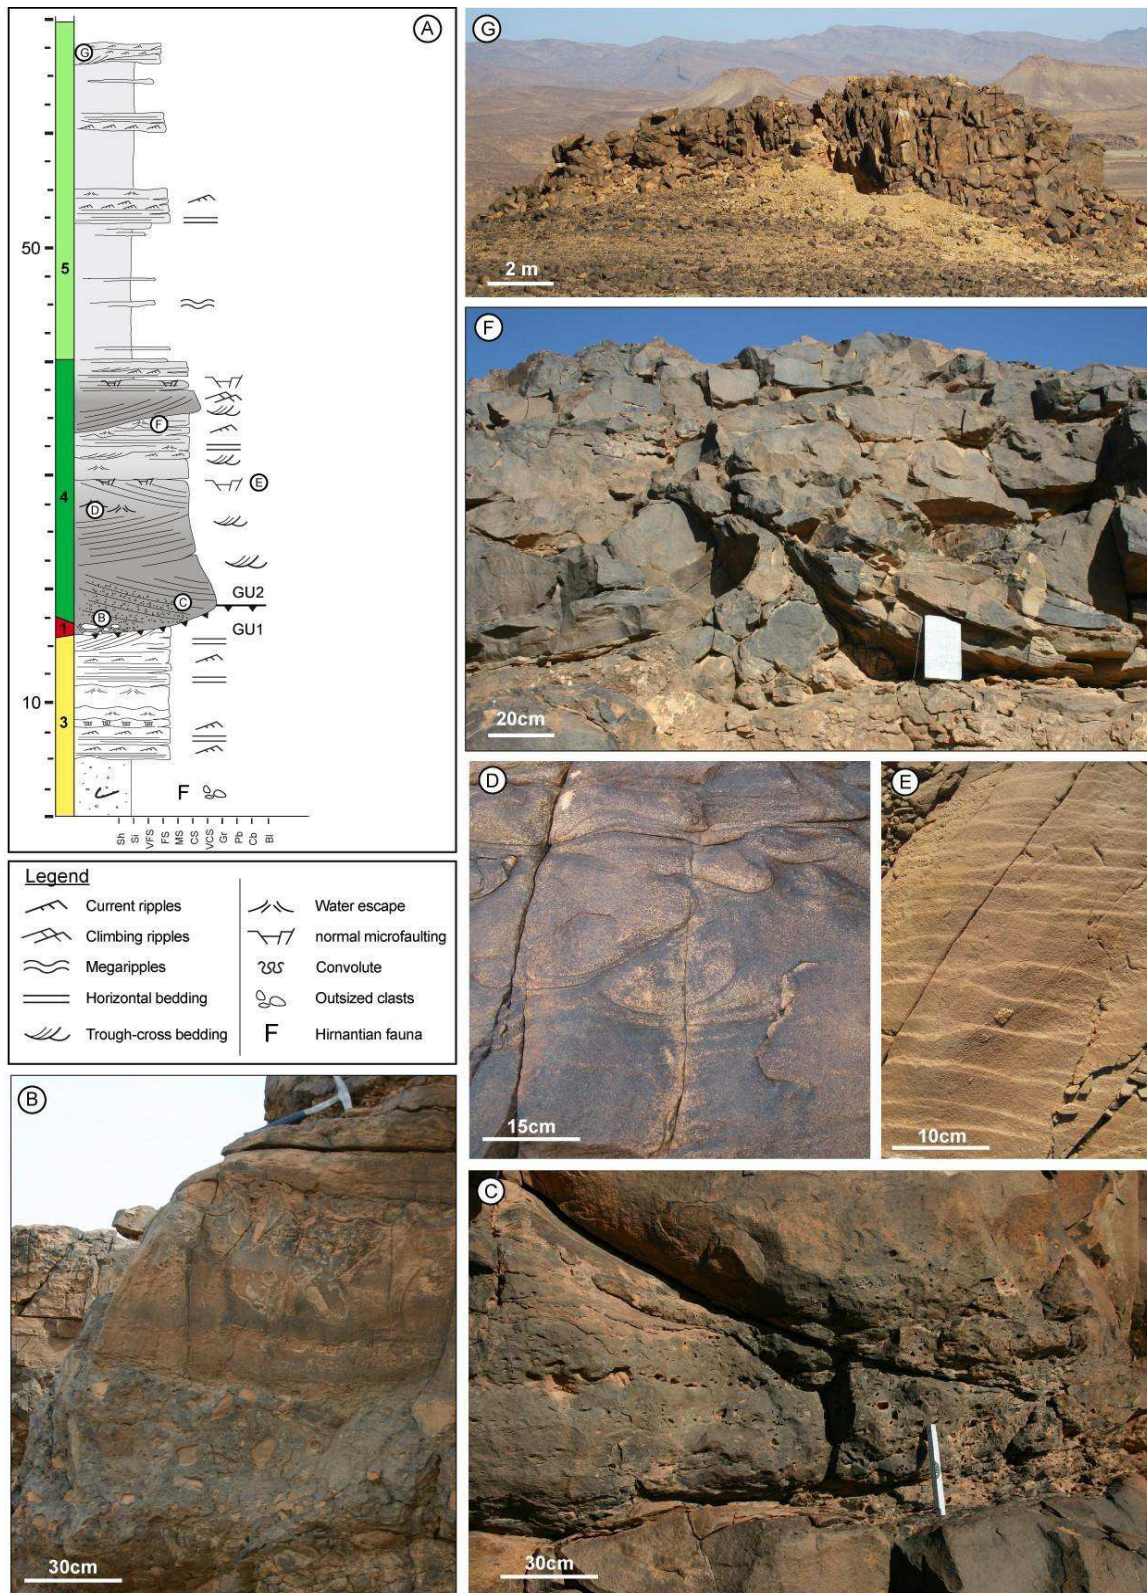 A
G
50
5
F
E
4
D
GU2
C
B
GU1
1
10
3
F
Sh
Si
VFS
FS
MS
CS
VCS
Gr
Pb
Cb
Bl
Legend
Current ripples
Climbing ripples
Megaripples
Horizontal bedding
Trough-cross bedding
Water escape
normal microfaulting
Convolute
Outsized clasts
F Hirnantian fauna
B
30cm
G
2 m
F
20cm
D
15cm
E
10cm
C
30cm